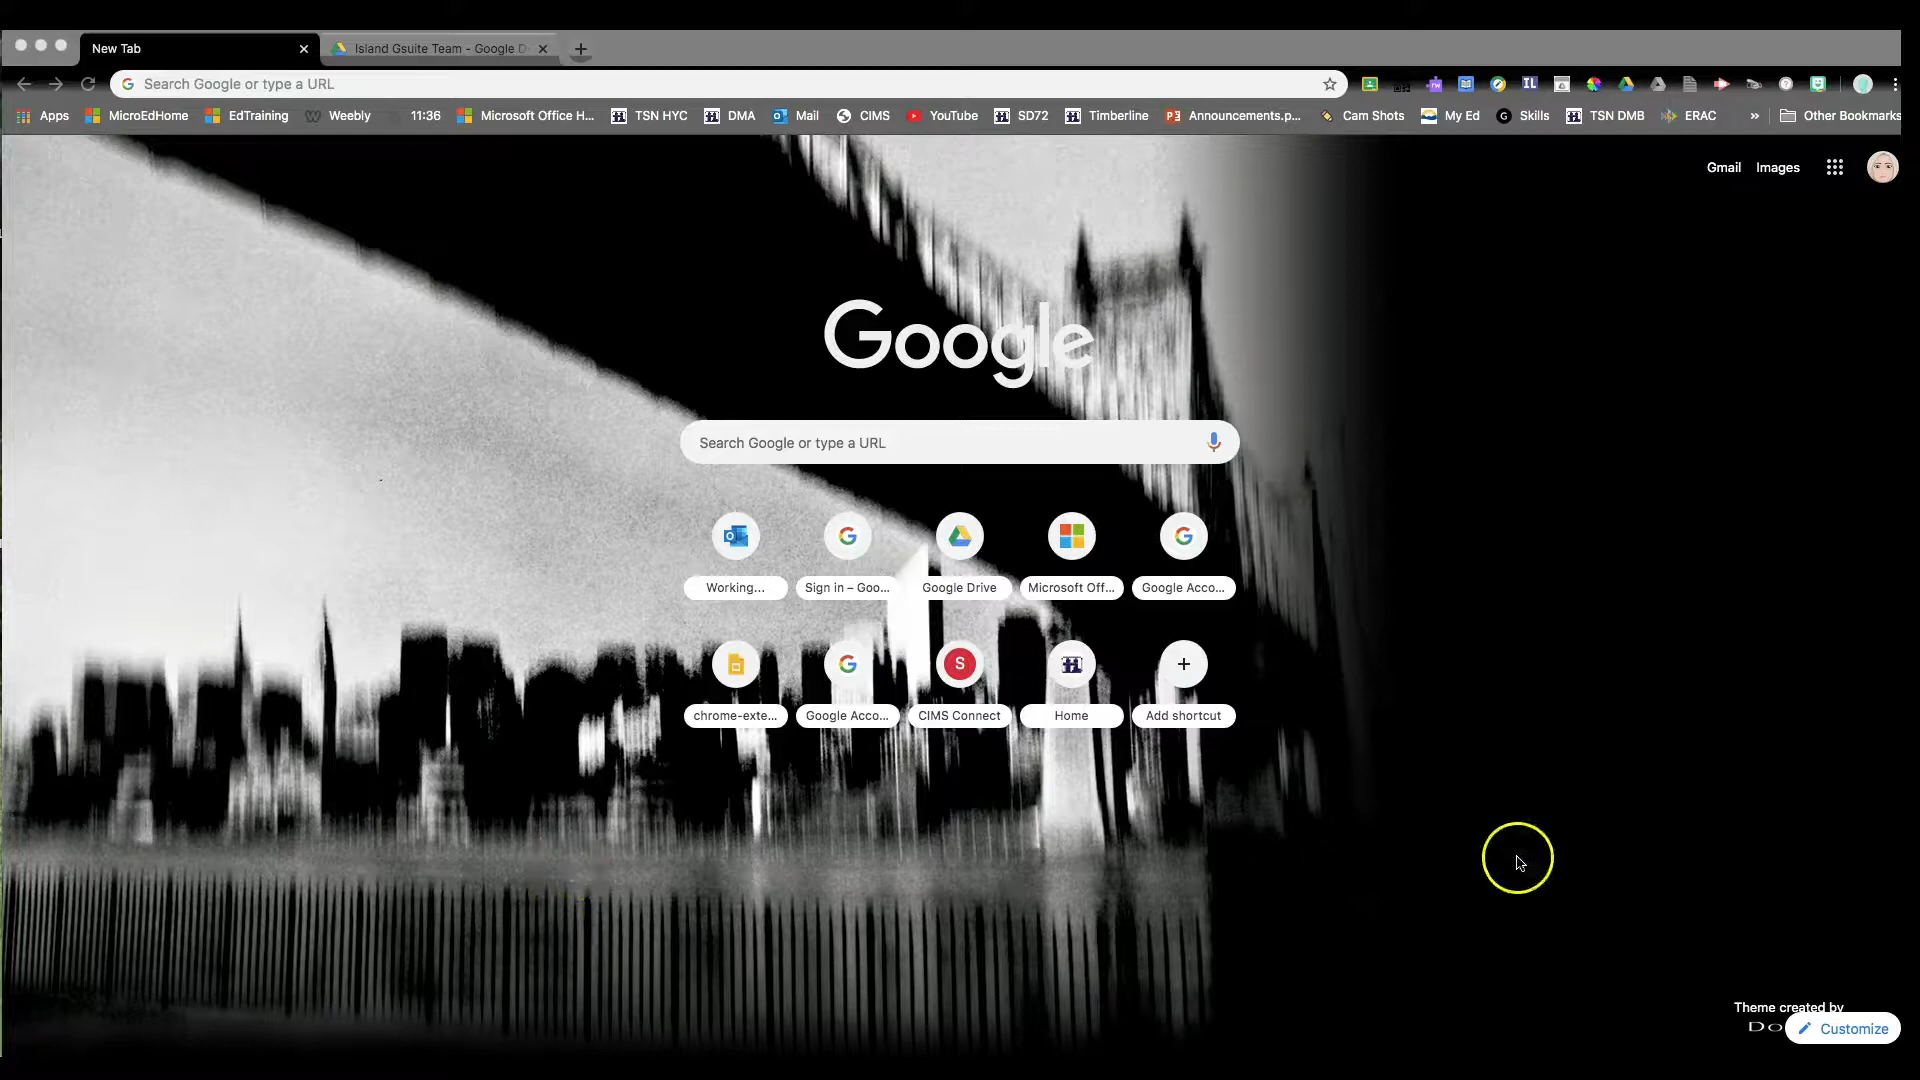 New Tab
Island Gsuite Team - Google D
Search Google or type a URL
Apps
MicroEdHome
EdTraining
Weebly
11:36
Microsoft Office H...
TSN HYC
DMA
Mail
CIMS
YouTube
SD72
Timberline
Announcements.p...
Cam Shots
My Ed
Skills
TSN DMB
ERAC
»
Other Bookmarks
Gmail
Images
Google
Search Google or type a URL
Working...
Sign in – Goo...
Google Drive
Microsoft Off...
Google Acco...
chrome-exte...
Google Acco...
CIMS Connect
Home
Add shortcut
Theme created by
Do
Customize